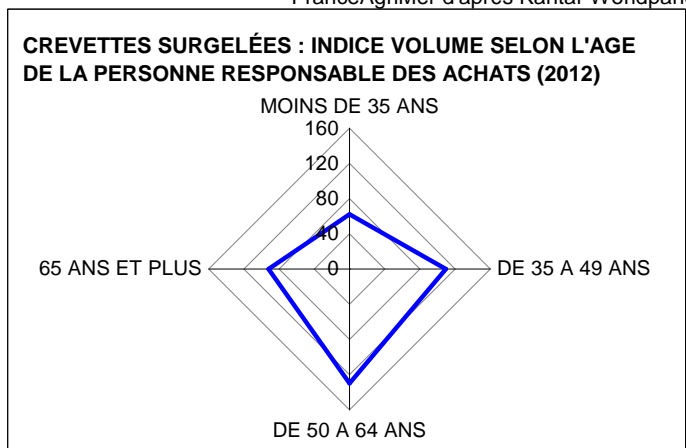 CREVETTES SURGELÉES : INDICE VOLUME SELON L'AGE
DE LA PERSONNE RESPONSABLE DES ACHATS (2012)
MOINS DE 35 ANS
160
120
80
40
0
65 ANS ET PLUS
DE 35 A 49 ANS
DE 50 A 64 ANS